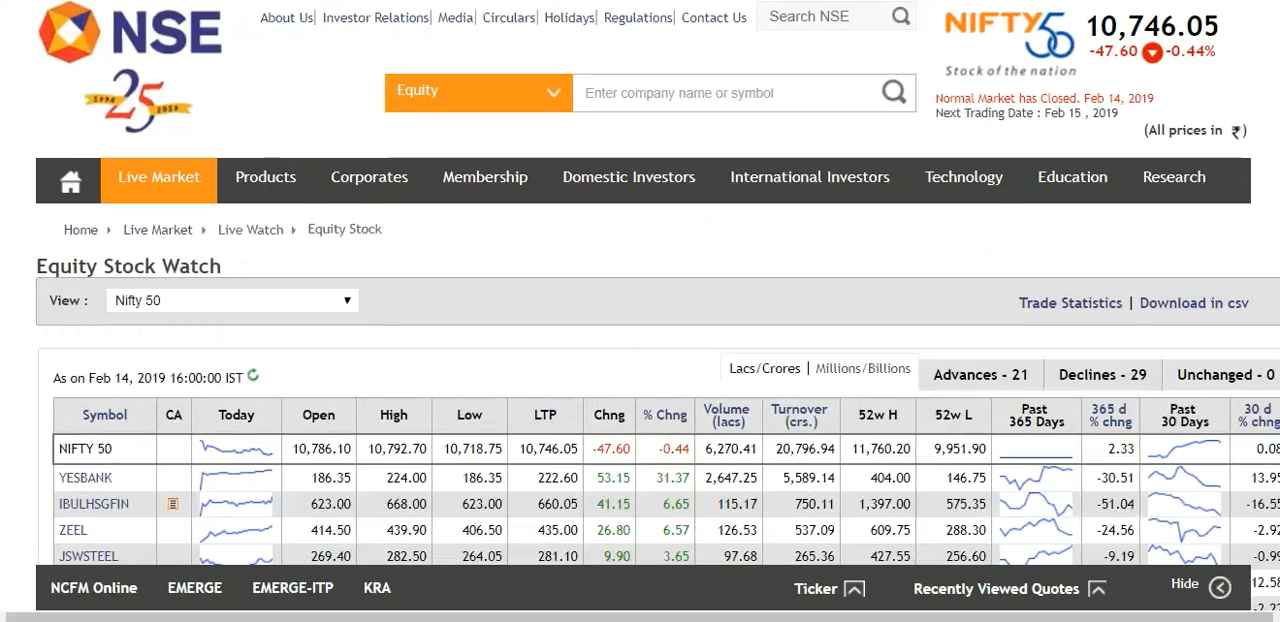 NSE
About Us| Investor Relations| Media| Circulars| Holidays| Regulations| Contact Us
Search NSE
NIFTY50
Stock of the nation
10,746.05
-47.60 -0.44%
1994 25 2019
Equity
Enter company name or symbol
Normal Market has Closed. Feb 14, 2019
Next Trading Date : Feb 15 , 2019
(All prices in ₹)
Live Market Products Corporates Membership Domestic Investors International Investors Technology Education Research
Home Live Market Live Watch Equity Stock
Equity Stock Watch
View : Nifty 50
Trade Statistics | Download in csv
Lacs/Crores | Millions/Billions
Advances - 21 Declines - 29 Unchanged - 0
As on Feb 14, 2019 16:00:00 IST
Symbol CA Today Open High Low LTP Chng % Chng Volume (lacs) Turnover (crs.) 52w H 52w L Past 365 Days 365 d % chng Past 30 Days 30 d % chng
NIFTY 50 10,786.10 10,792.70 10,718.75 10,746.05 -47.60 -0.44 6,270.41 20,796.94 11,760.20 9,951.90 2.33 0.08
YESBANK 186.35 224.00 186.35 222.60 53.15 31.37 2,647.25 5,589.14 404.00 146.75 -30.51 13.95
IBULHSGFIN 623.00 668.00 623.00 660.05 41.15 6.65 115.17 750.11 1,397.00 575.35 -51.04 -16.55
ZEEL 414.50 439.90 406.50 435.00 26.80 6.57 126.53 537.09 609.75 288.30 -24.56 -2.92
JSWSTEEL 269.40 282.50 264.05 281.10 9.90 3.65 97.68 265.36 427.55 256.60 -9.19 -0.99
NCFM Online EMERGE EMERGE-ITP KRA Ticker Recently Viewed Quotes Hide
12.58